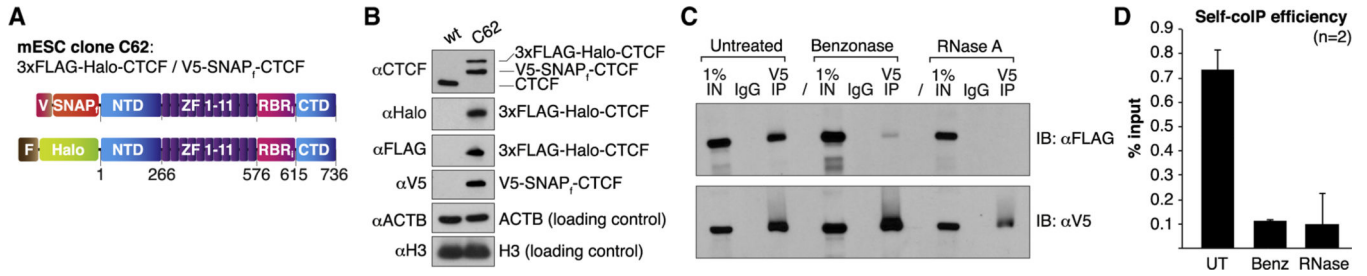 A
mESC clone C62:
3xFLAG-Halo-CTCF / V5-SNAPf-CTCF
V SNAPf NTD ZF 1-11 RBRi CTD
F Halo NTD ZF 1-11 RBRi CTD
1 266 576 615 736
B
wt C62
αCTCF
3xFLAG-Halo-CTCF
V5-SNAPf-CTCF
CTCF
αHalo 3xFLAG-Halo-CTCF
αFLAG 3xFLAG-Halo-CTCF
αV5 V5-SNAPf-CTCF
αACTB ACTB (loading control)
αH3 H3 (loading control)
C
Untreated Benzonase RNase A
1% V5 1% V5 1% V5
IN IgG IP / IN IgG IP / IN IgG IP
IB: αFLAG
IB: αV5
D
Self-coIP efficiency
(n=2)
% input
0.9
0.8
0.7
0.6
0.5
0.4
0.3
0.2
0.1
UT Benz RNase